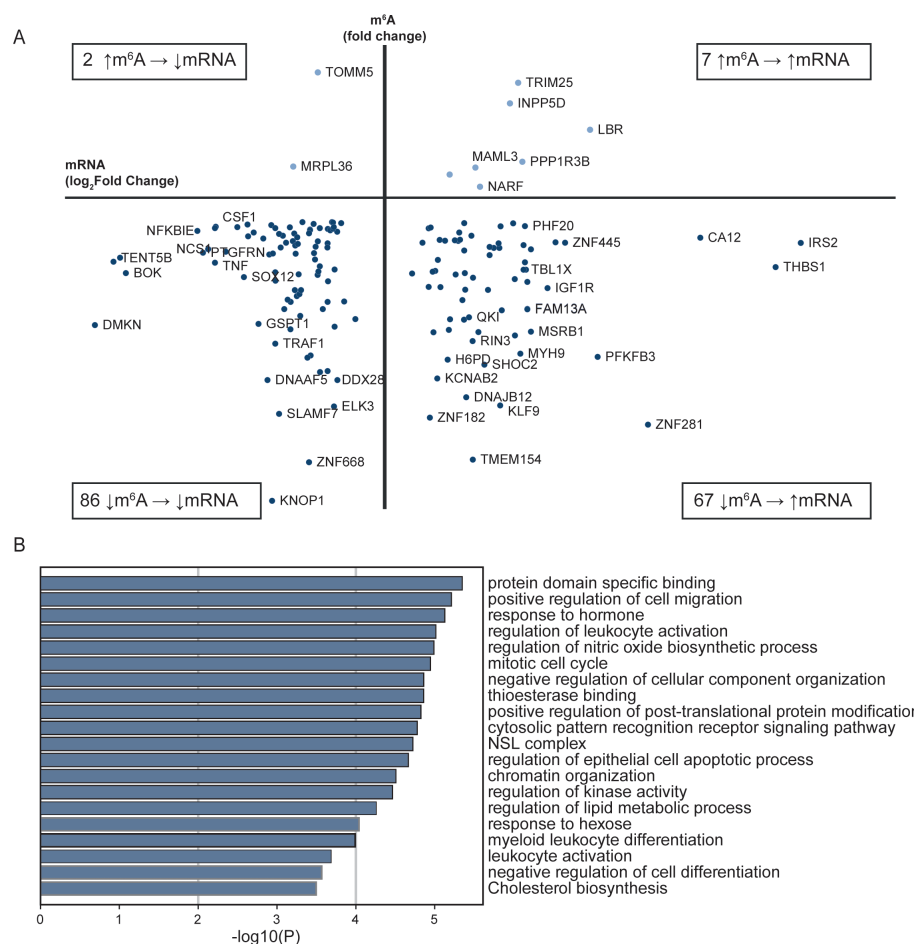 A
m⁶A
(fold change)
2 ↑m⁶A → ↓mRNA
7 ↑m⁶A → ↑mRNA
TOMM5
TRIM25
INPP5D
LBR
MAML3
PPP1R3B
MRPL36
NARF
mRNA
(log₂Fold Change)
CSF1
NFKBIE
PHF20
CA12
ZNF445
IRS2
PTGFRN
TENT5B
TNF
BOK
SOX12
TBL1X
THBS1
IGF1R
FAM13A
QKI
DMKN
GSPT1
MSRB1
RIN3
TRAF1
MYH9
PFKFB3
H6PD
SHOC2
DNAAF5
DDX28
KCNAB2
DNAJB12
ELK3
KLF9
SLAMF7
ZNF182
ZNF281
ZNF668
TMEM154
KNOP1
86 ↓m⁶A → ↓mRNA
67 ↓m⁶A → ↑mRNA
B
protein domain specific binding
positive regulation of cell migration
response to hormone
regulation of leukocyte activation
regulation of nitric oxide biosynthetic process
mitotic cell cycle
negative regulation of cellular component organization
thioesterase binding
positive regulation of post-translational protein modification
cytosolic pattern recognition receptor signaling pathway
NSL complex
regulation of epithelial cell apoptotic process
chromatin organization
regulation of kinase activity
regulation of lipid metabolic process
response to hexose
myeloid leukocyte differentiation
leukocyte activation
negative regulation of cell differentiation
Cholesterol biosynthesis
0 1 2 3 4 5
-log10(P)